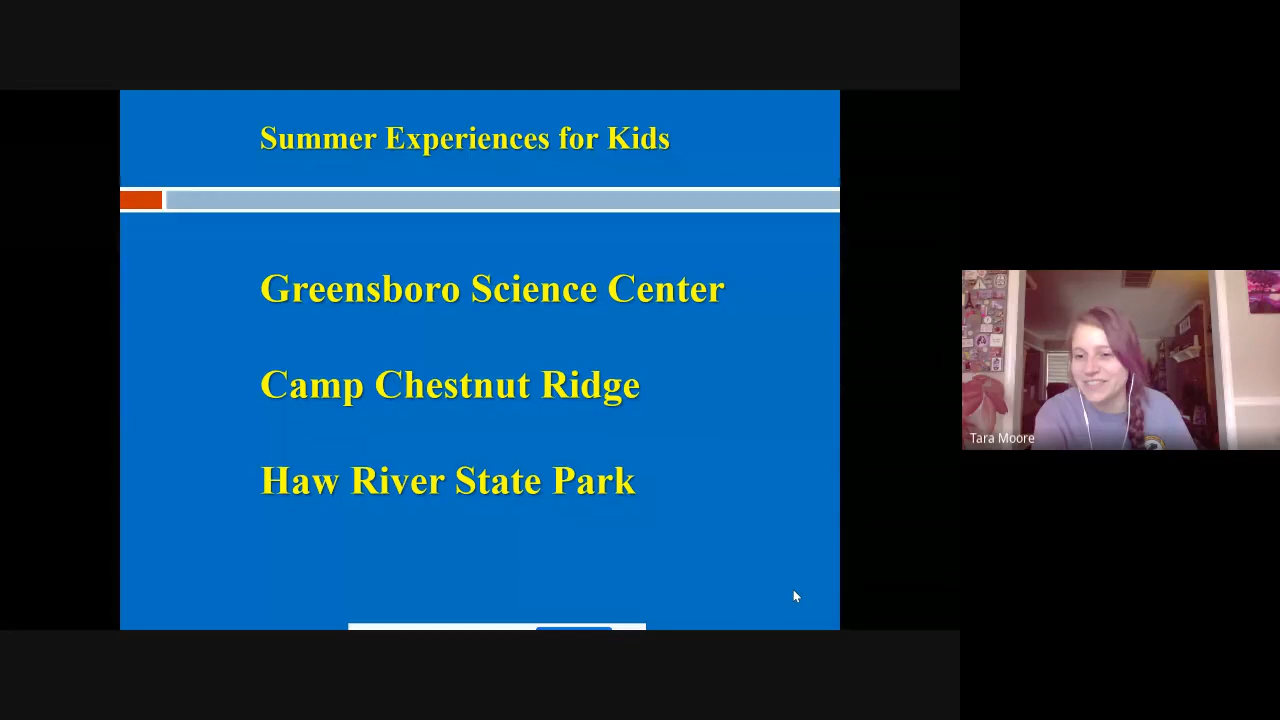 Summer Experiences for Kids
Greensboro Science Center
Camp Chestnut Ridge
Haw River State Park
Tara Moore